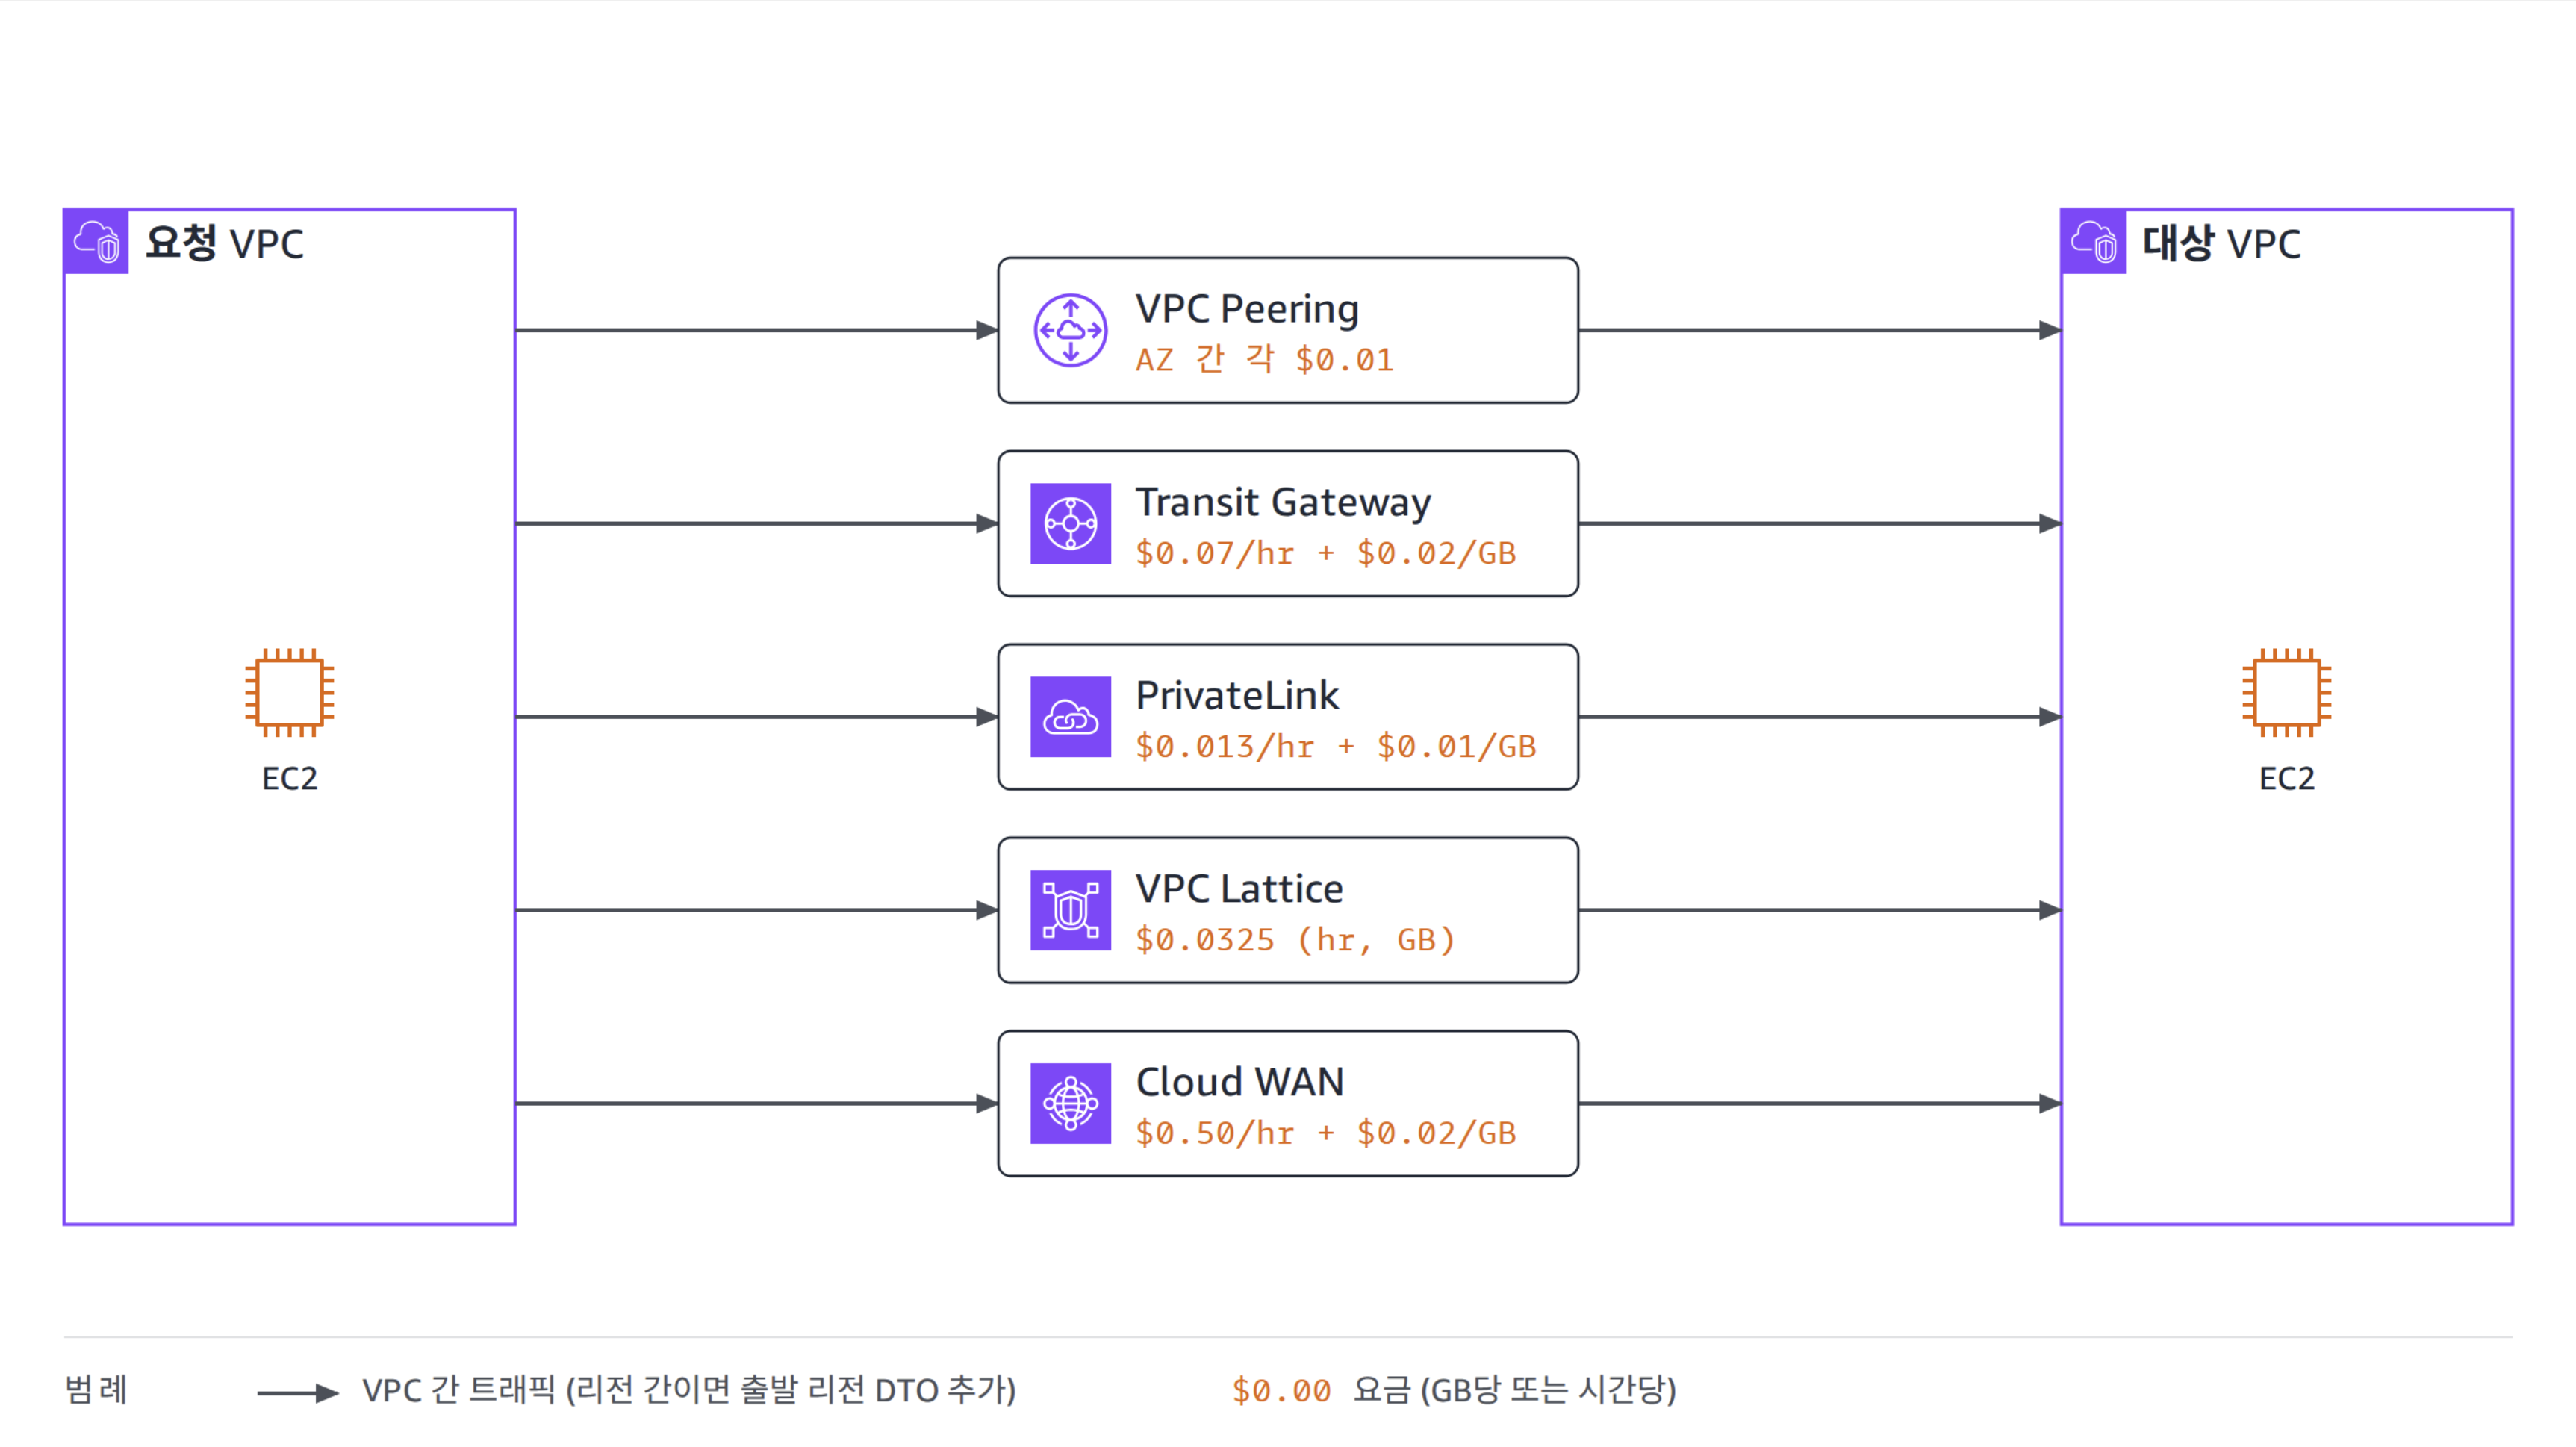 요청 VPC
EC2
VPC Peering
AZ 간 각 $0.01
Transit Gateway
$0.07/hr + $0.02/GB
PrivateLink
$0.013/hr + $0.01/GB
VPC Lattice
$0.0325 (hr, GB)
Cloud WAN
$0.50/hr + $0.02/GB
대상 VPC
EC2
범례
VPC 간 트래픽 (리전 간이면 출발 리전 DTO 추가)
$0.00 요금 (GB당 또는 시간당)